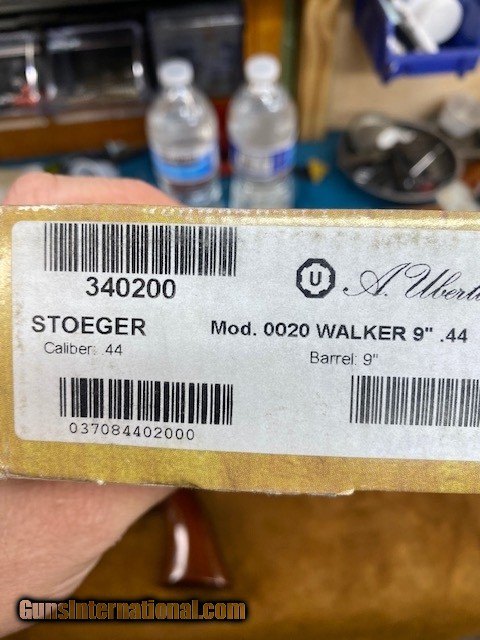 340200
U A. Uberti
STOEGER Mod. 0020 WALKER 9" .44
Caliber: .44 Barrel: 9"
037084402000
GunsInternational.com